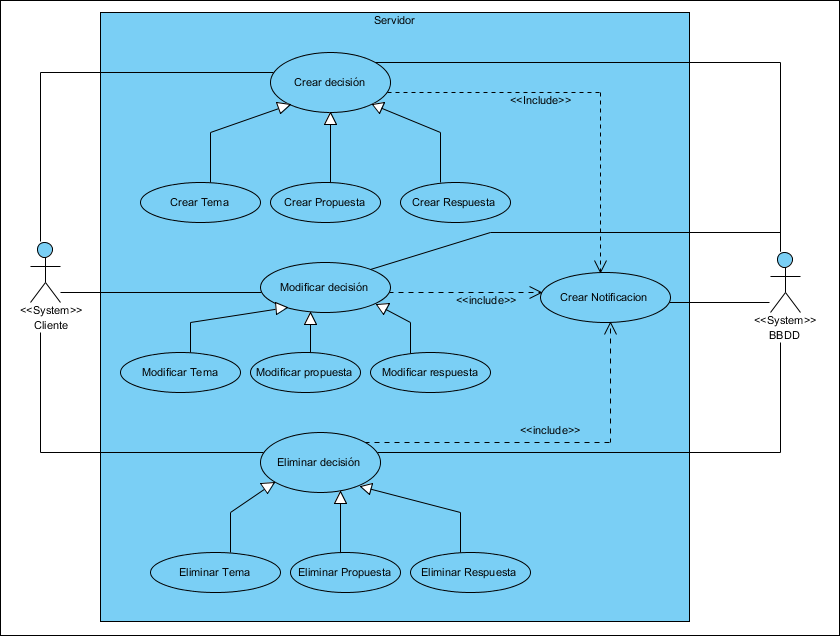 Servidor
Crear decisión
<<Include>>
Crear Tema
Crear Propuesta
Crear Respuesta
Modificar decisión
<<include>>
Crear Notificacion
<<System>>
Cliente
<<System>>
BBDD
Modificar Tema
Modificar propuesta
Modificar respuesta
<<include>>
Eliminar decisión
Eliminar Tema
Eliminar Propuesta
Eliminar Respuesta